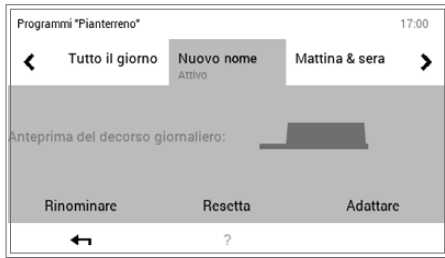 Programmi "Pianterreno" 17:00
Tutto il giorno Nuovo nome Mattina & sera
Attivo
Anteprima del decorso giornaliero:
Rinominare Resetta Adattare
?